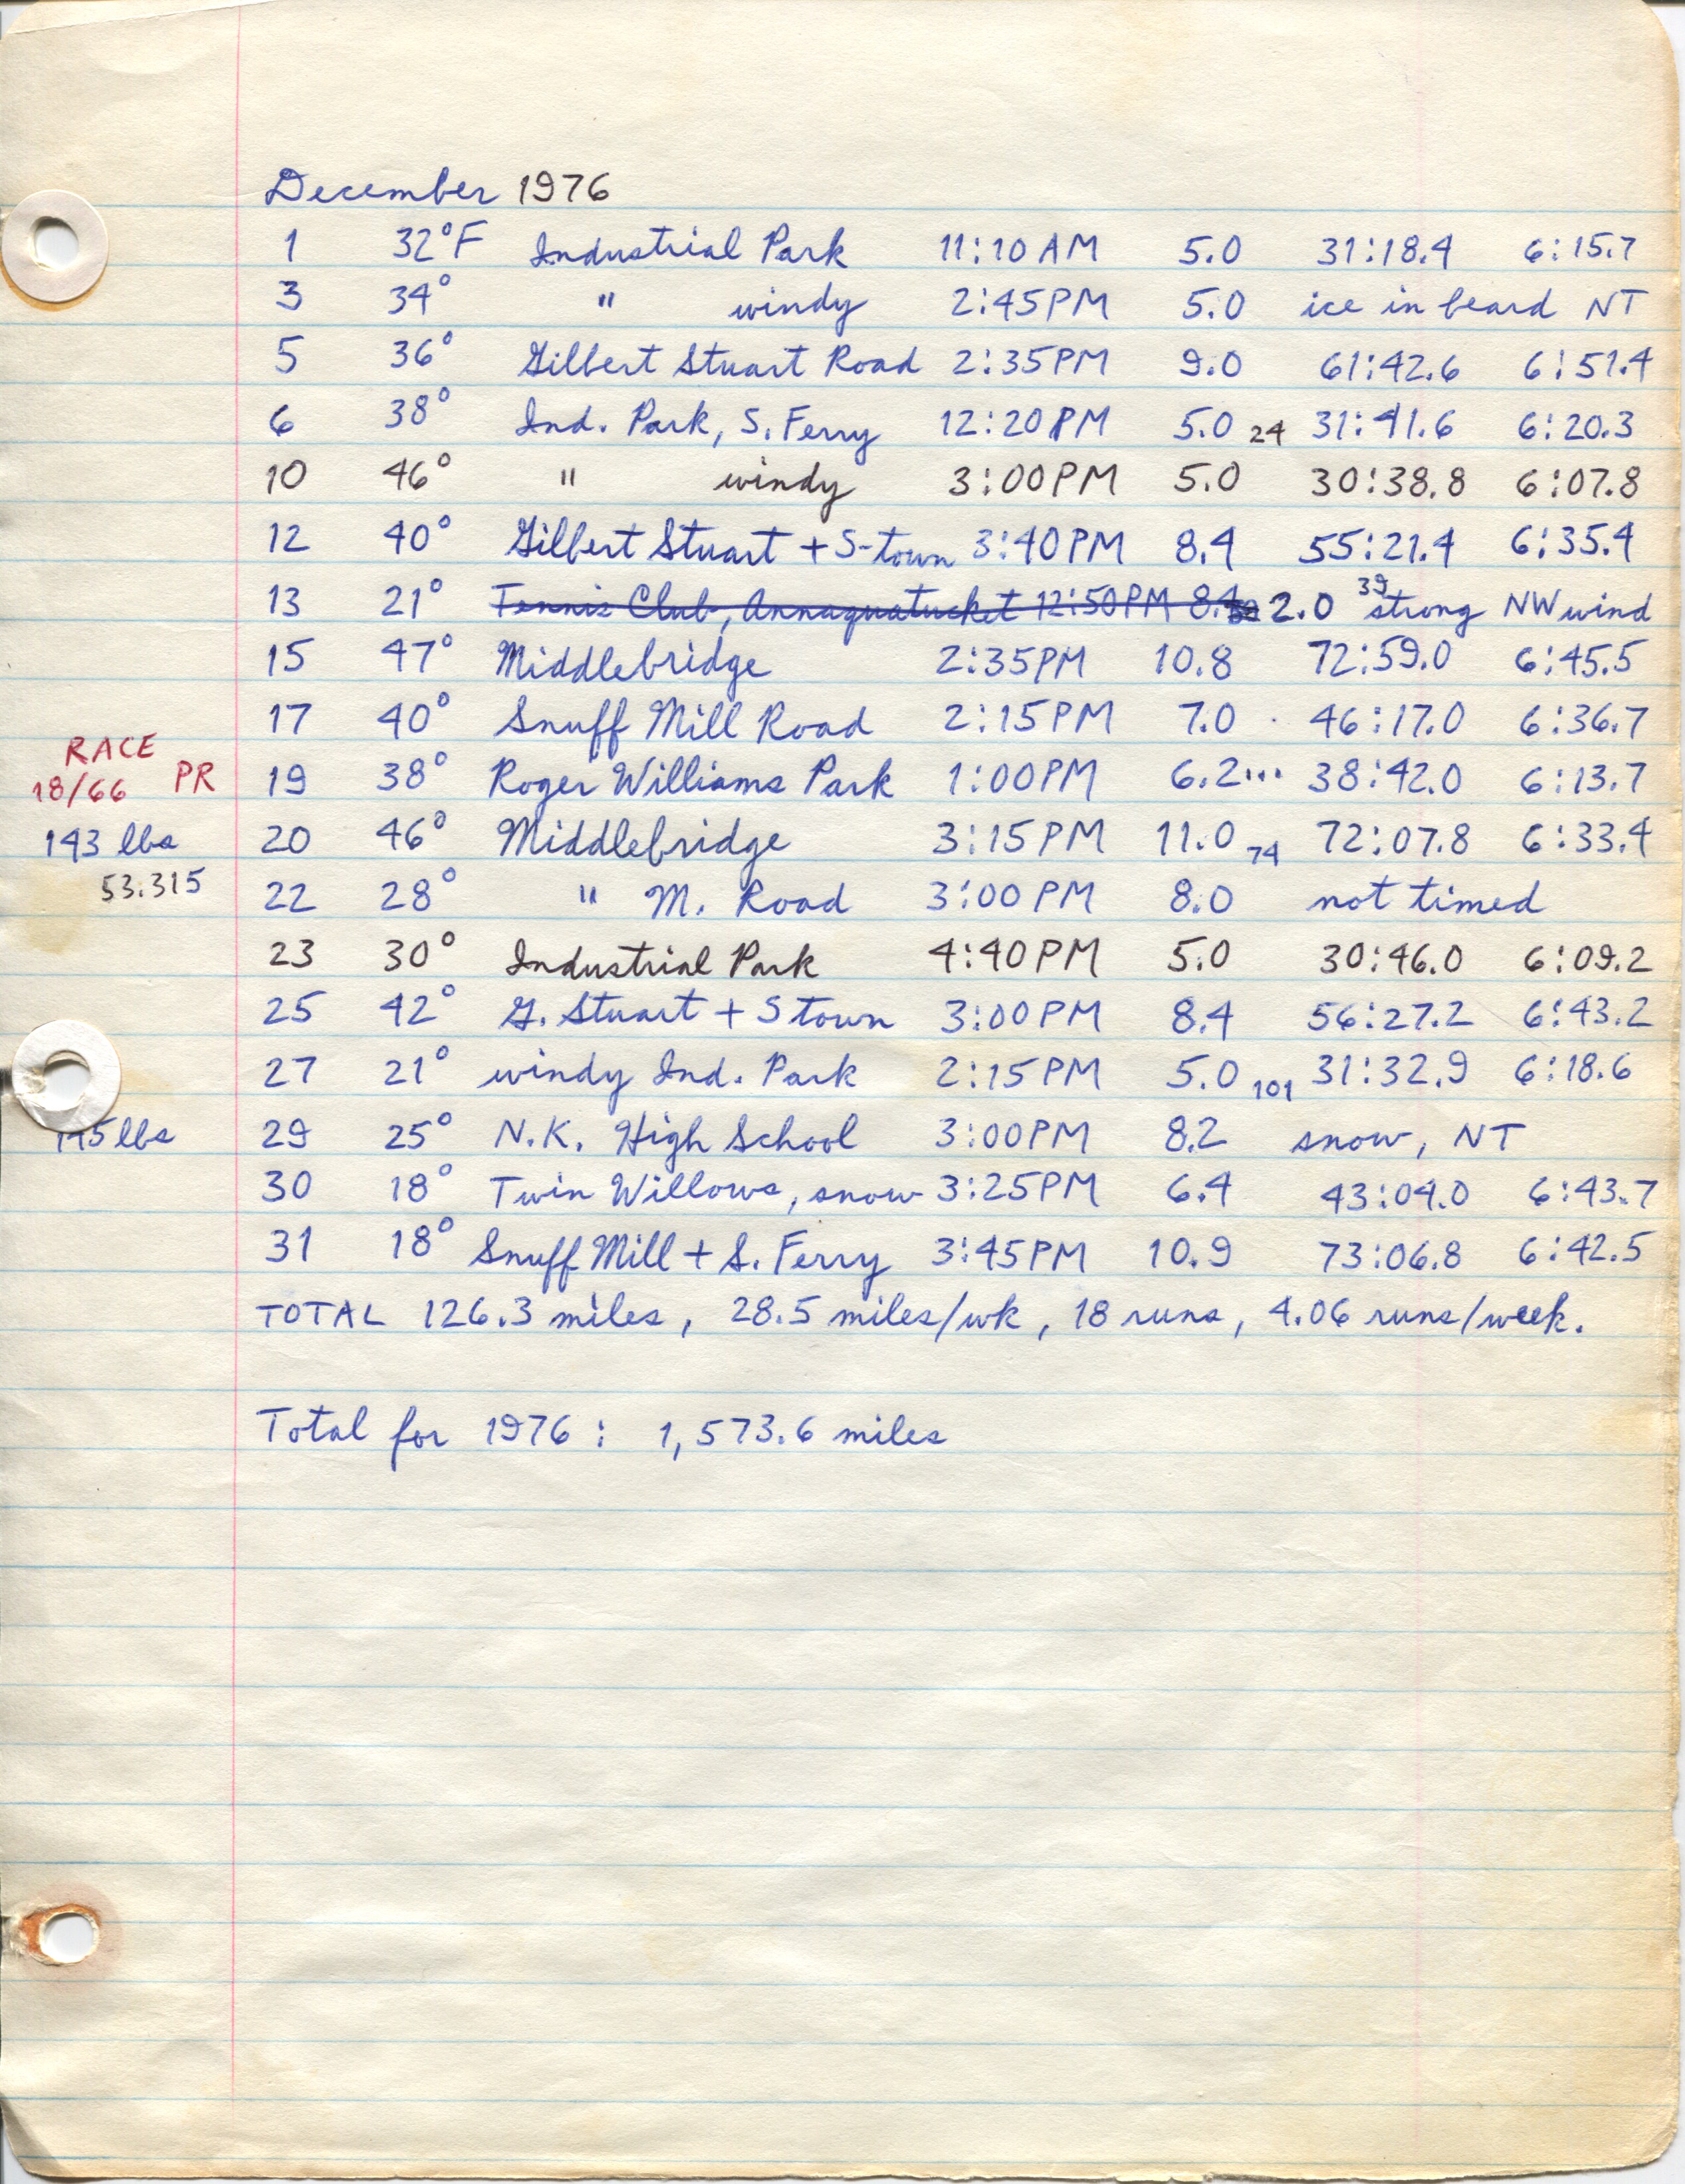 December 1976
1 32°F Industrial Park 11:10 AM 5.0 31:18.4 6:15.7
3 34° " windy 2:45PM 5.0 ice in beard NT
5 36° Gilbert Stuart Road 2:35PM 9.0 61:42.6 6:51.4
6 38° Ind. Park, S. Ferry 12:20PM 5.0 24 31:41.6 6:20.3
10 46° " windy 3:00PM 5.0 30:38.8 6:07.8
12 40° Gilbert Stuart + S-town 3:40PM 8.4 55:21.4 6:35.4
13 21° Tennis Club, Annaquatucket 12:50PM 8.4 2.0 39 strong NW wind
15 47° Middlebridge 2:35PM 10.8 72:59.0 6:45.5
17 40° Snuff Mill Road 2:15PM 7.0 46:17.0 6:36.7
RACE
18/66 PR 19 38° Roger Williams Park 1:00PM 6.2... 38:42.0 6:13.7
143 lbs 20 46° Middlebridge 3:15PM 11.0 74 72:07.8 6:33.4
53:315 22 28° " M. Road 3:00PM 8.0 not timed
23 30° Industrial Park 4:40PM 5.0 30:46.0 6:09.2
25 42° G. Stuart + S town 3:00PM 8.4 56:27.2 6:43.2
27 21° windy Ind. Park 2:15PM 5.0 101 31:32.9 6:18.6
145 lbs 29 25° N.K. High School 3:00PM 8.2 snow, NT
30 18° Twin Willows, snow 3:25PM 6.4 43:04.0 6:43.7
31 18° Snuff Mill + S. Ferry 3:45PM 10.9 73:06.8 6:42.5
TOTAL 126.3 miles, 28.5 miles/wk, 18 runs, 4.06 runs/week.
Total for 1976: 1,573.6 miles